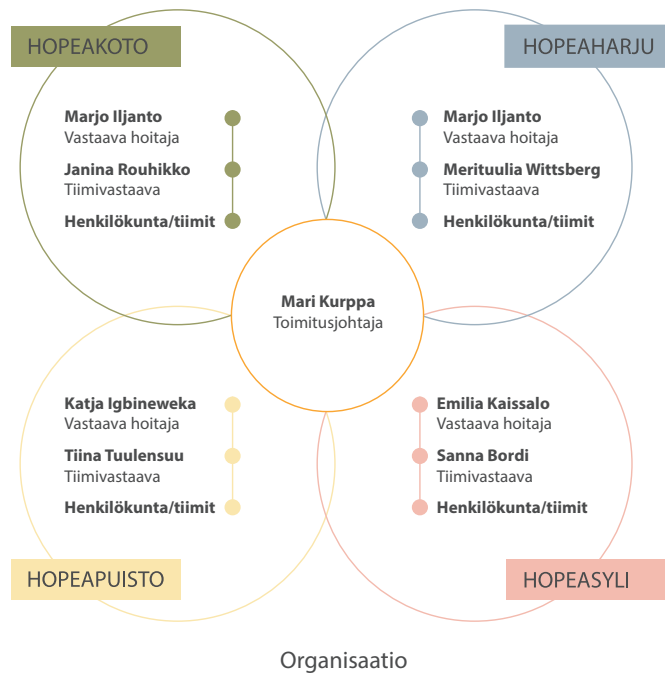 HOPEAKOTO
Marjo Iljanto
Vastaava hoitaja
Janina Rouhikko
Tiimivastaava
Henkilökunta/tiimit
HOPEAHARJU
Marjo Iljanto
Vastaava hoitaja
Merituulia Wittsberg
Tiimivastaava
Henkilökunta/tiimit
Mari Kurppa
Toimitusjohtaja
Katja Igbineweka
Vastaava hoitaja
Tiina Tuulensuu
Tiimivastaava
Henkilökunta/tiimit
HOPEAPUISTO
Emilia Kaissalo
Vastaava hoitaja
Sanna Bordi
Tiimivastaava
Henkilökunta/tiimit
HOPEASYLI
Organisaatio